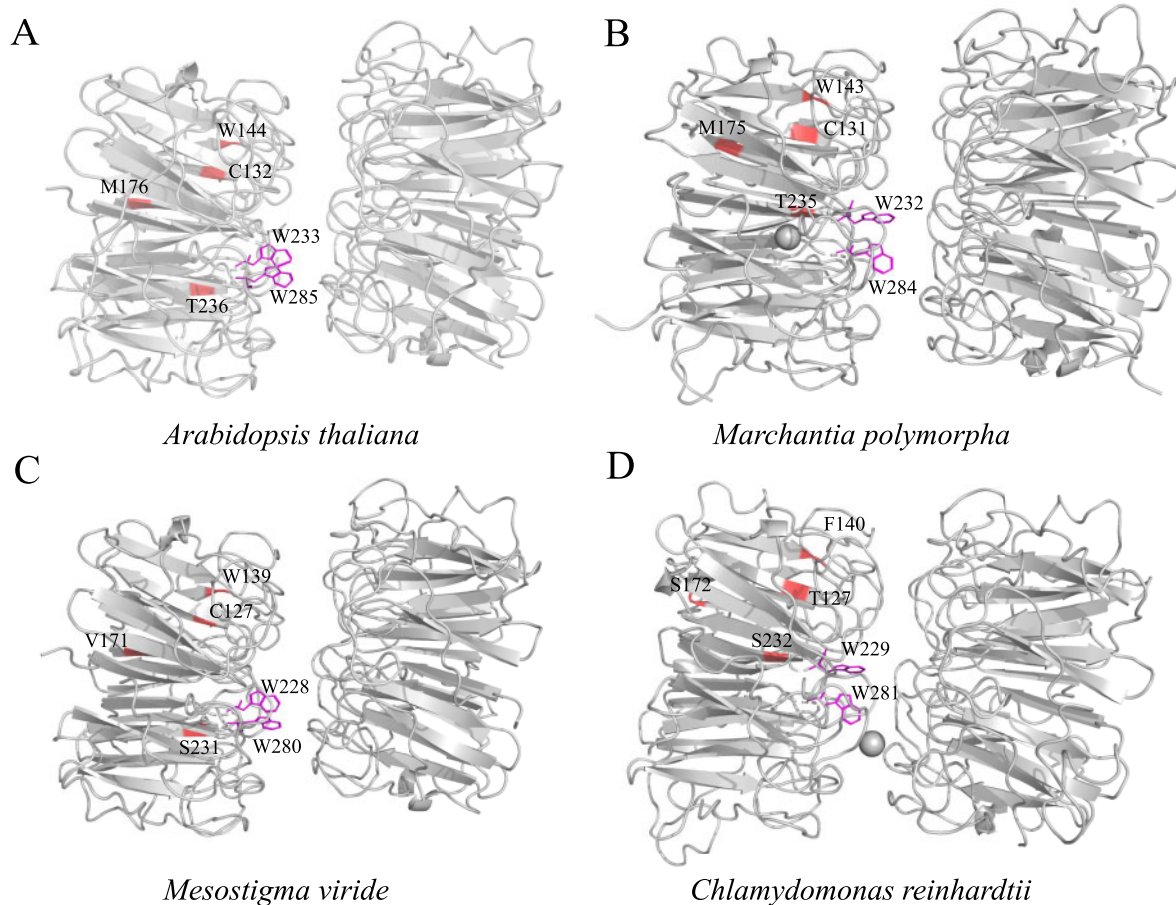 A
W144
C132
M176
W233
W285
T236
Arabidopsis thaliana
B
W143
M175
C131
T235
W232
W284
Marchantia polymorpha
C
W139
C127
V171
W228
S231
W280
Mesostigma viride
D
F140
S172
T127
S232
W229
W281
Chlamydomonas reinhardtii